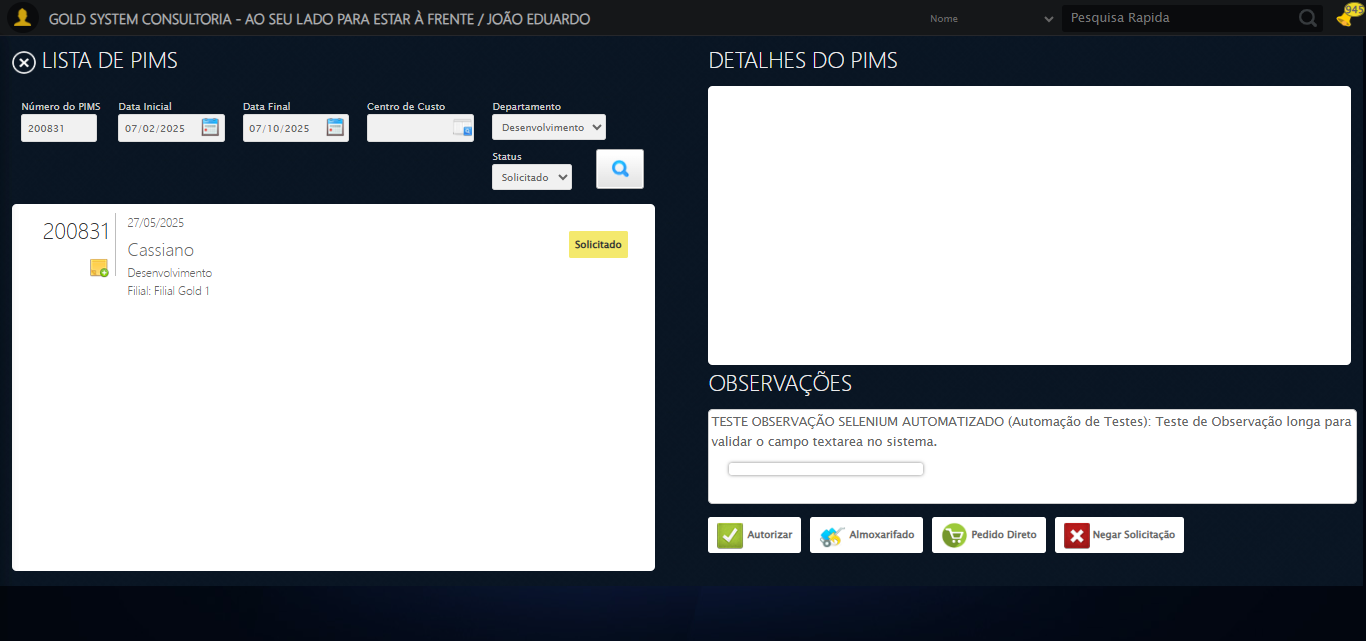 GOLD SYSTEM CONSULTORIA - AO SEU LADO PARA ESTAR À FRENTE / JOÃO EDUARDO
Nome
Pesquisa Rapida
945
LISTA DE PIMS
Número do PIMS
Data Inicial
Data Final
Centro de Custo
Departamento
200831
07/02/2025
07/10/2025
Desenvolvimento
Status
Solicitado
200831
27/05/2025
Cassiano
Desenvolvimento
Filial: Filial Gold 1
Solicitado
DETALHES DO PIMS
OBSERVAÇÕES
TESTE OBSERVAÇÃO SELENIUM AUTOMATIZADO (Automação de Testes): Teste de Observação longa para
validar o campo textarea no sistema.
Autorizar
Almoxarifado
Pedido Direto
Negar Solicitação